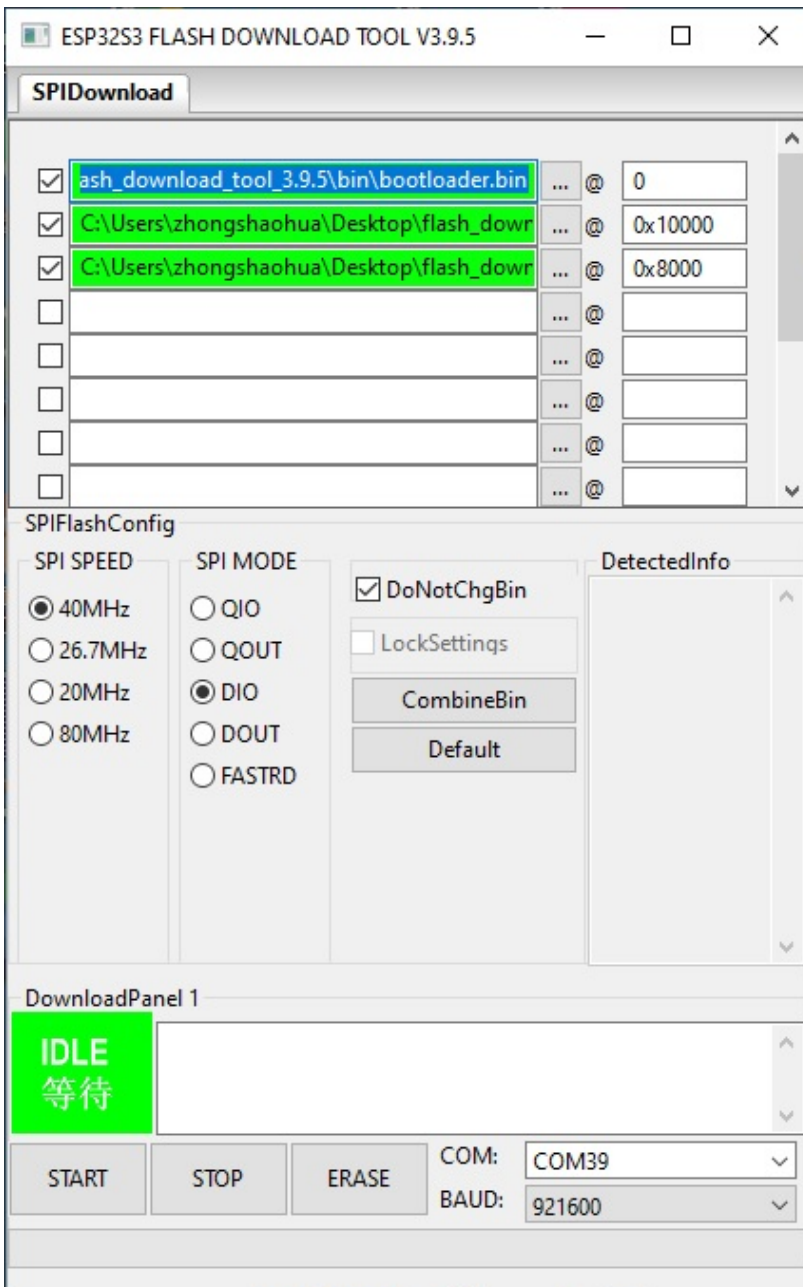 ESP32S3 FLASH DOWNLOAD TOOL V3.9.5
SPIDownload
ash_download_tool_3.9.5\bin\bootloader.bin ... @ 0
C:\Users\zhongshaohua\Desktop\flash_dowr ... @ 0x10000
C:\Users\zhongshaohua\Desktop\flash_dowr ... @ 0x8000
... @
... @
... @
... @
... @
SPIFlashConfig
SPI SPEED
40MHz
26.7MHz
20MHz
80MHz
SPI MODE
QIO
QOUT
DIO
DOUT
FASTRD
DoNotChgBin
LockSettings
CombineBin
Default
DetectedInfo
DownloadPanel 1
IDLE
等待
START STOP ERASE
COM: COM39
BAUD: 921600